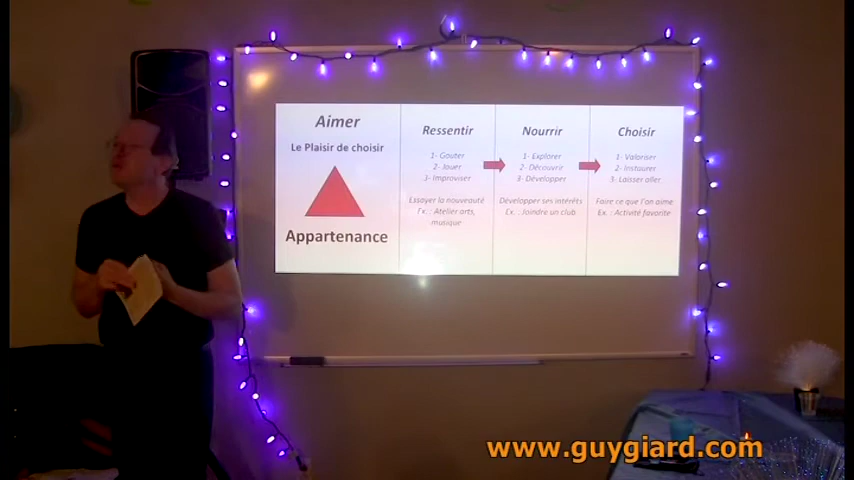 Aimer
Le Plaisir de choisir
Appartenance
Ressentir
1- Gouter
2- Jouer
3- Improviser
Essayer la nouveauté
Ex. : Atelier arts,
musique
Nourrir
1- Explorer
2- Découvrir
3- Développer
Développer ses intérêts
Ex. : Joindre un club
Choisir
1- Valoriser
2- Instaurer
3. Laisser aller
Faire ce que l'on aime
Ex. : Activité favorite
www.guygiard.com